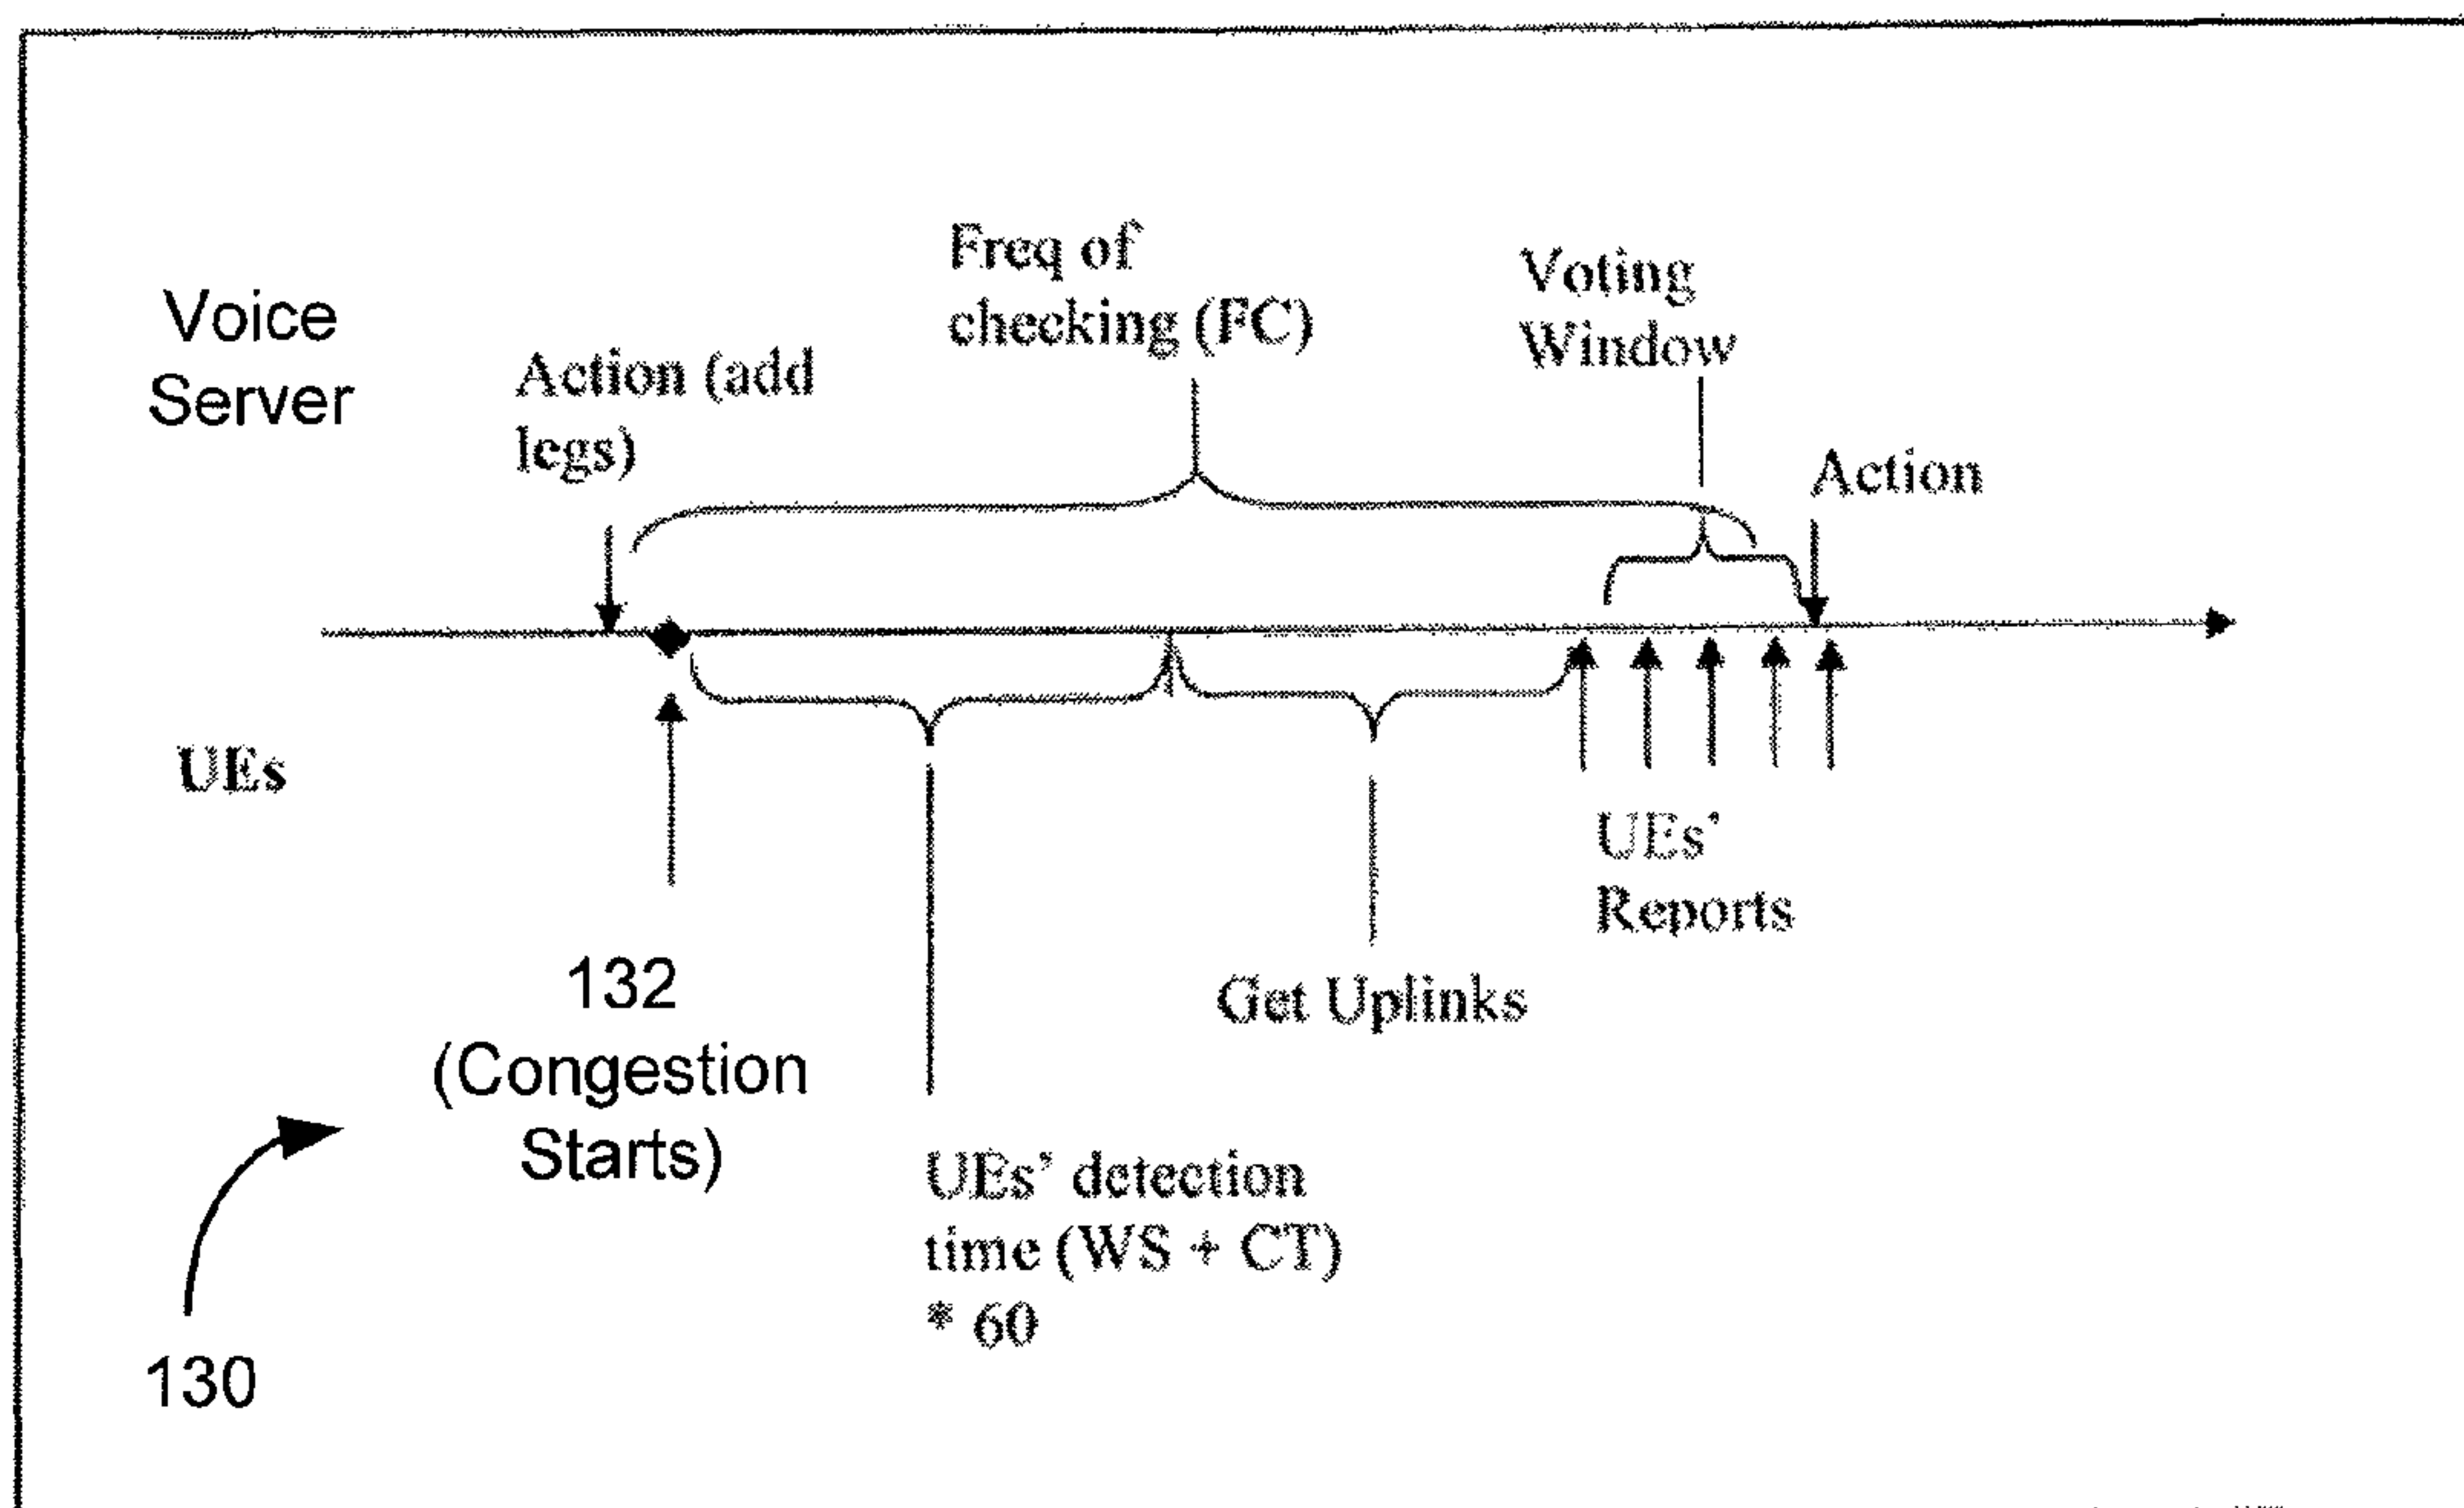 Voice
Server
Action (add
legs)
Freq of
checking (FC)
Voting
Window
Action
UEs
132
(Congestion
Starts)
UEs' detection
time (WS + CT)
* 60
Get Uplinks
UEs'
Reports
130